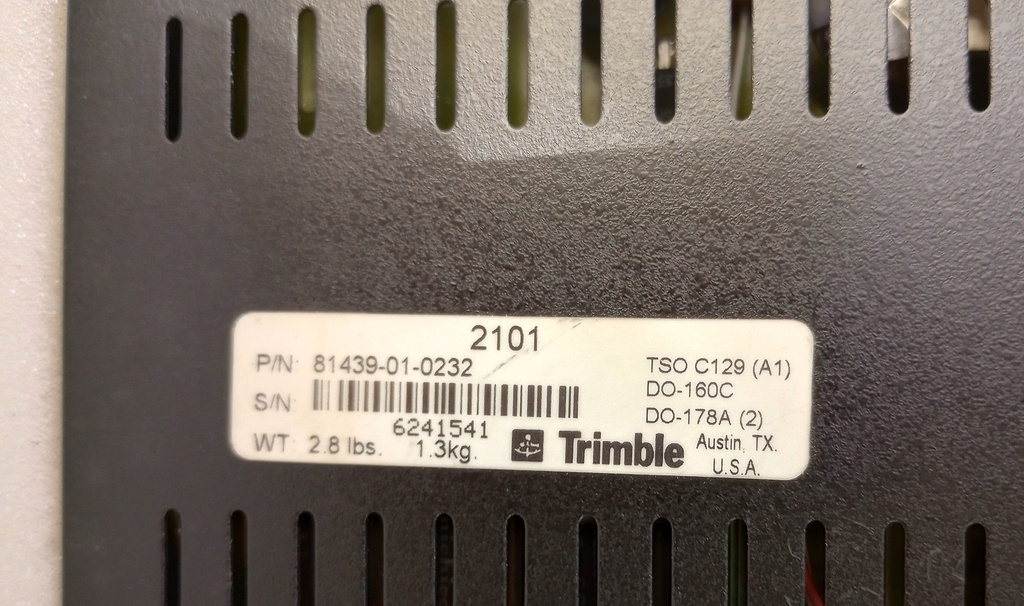 2101
P/N: 81439-01-0232
TSO C129 (A1)
DO-160C
S/N
DO-178A (2)
6241541
WT: 2.8 lbs. 1.3kg.
Trimble
Austin, TX.
U.S.A.